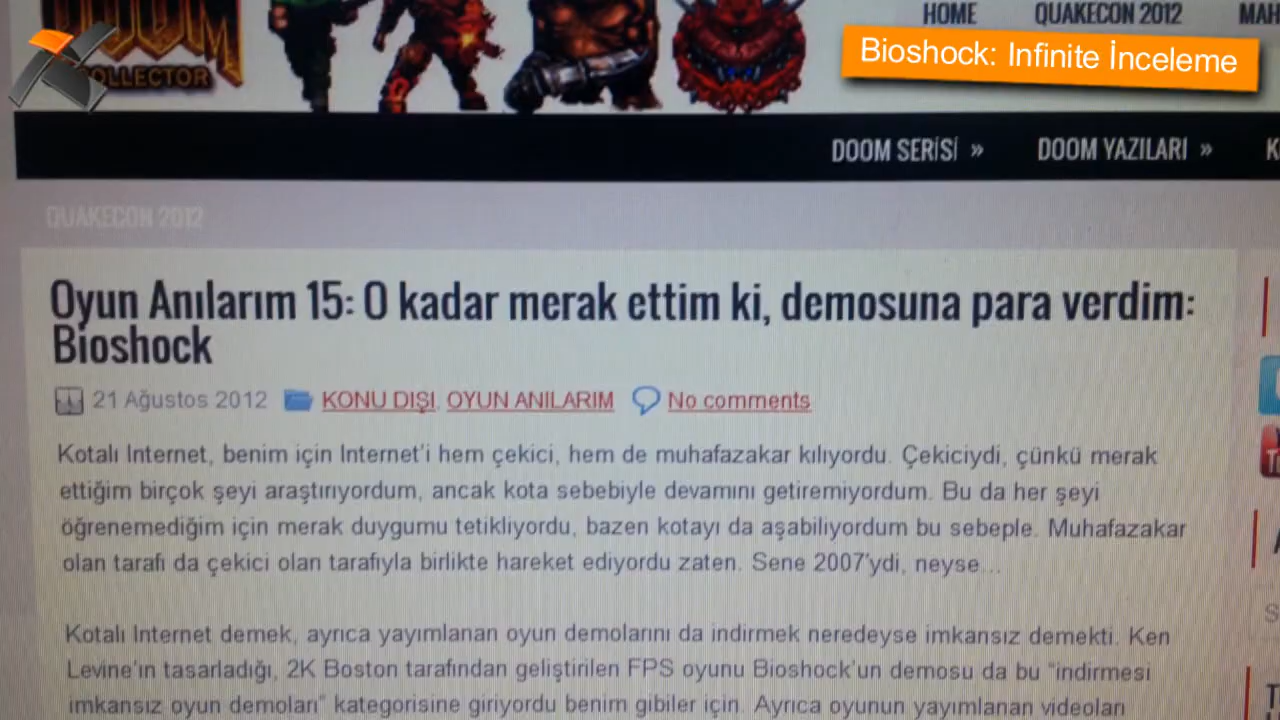 DOOM
COLLECTOR
HOME QUAKECON 2012 MAH
Bioshock: Infinite İnceleme
DOOM SERİSİ » DOOM YAZILARI » K
QUAKECON 2012
Oyun Anılarım 15: O kadar merak ettim ki, demosuna para verdim:
Bioshock
21 Ağustos 2012 KONU DIŞI, OYUN ANILARIM No comments
Kotalı Internet, benim için Internet'i hem çekici, hem de muhafazakar kılıyordu. Çekiciydi, çünkü merak
ettiğim birçok şeyi araştırıyordum, ancak kota sebebiyle devamını getiremiyordum. Bu da her şeyi
öğrenemediğim için merak duygumu tetikliyordu, bazen kotayı da aşabiliyordum bu sebeple. Muhafazakar
olan tarafı da çekici olan tarafıyla birlikte hareket ediyordu zaten. Sene 2007'ydi, neyse...
Kotalı Internet demek, ayrıca yayımlanan oyun demolarını da indirmek neredeyse imkansız demekti. Ken
Levine'ın tasarladığı, 2K Boston tarafından geliştirilen FPS oyunu Bioshock'un demosu da bu "indirmesi
imkansız oyun demoları" kategorisine giriyordu benim gibiler için. Ayrıca oyunun yayımlanan videoları